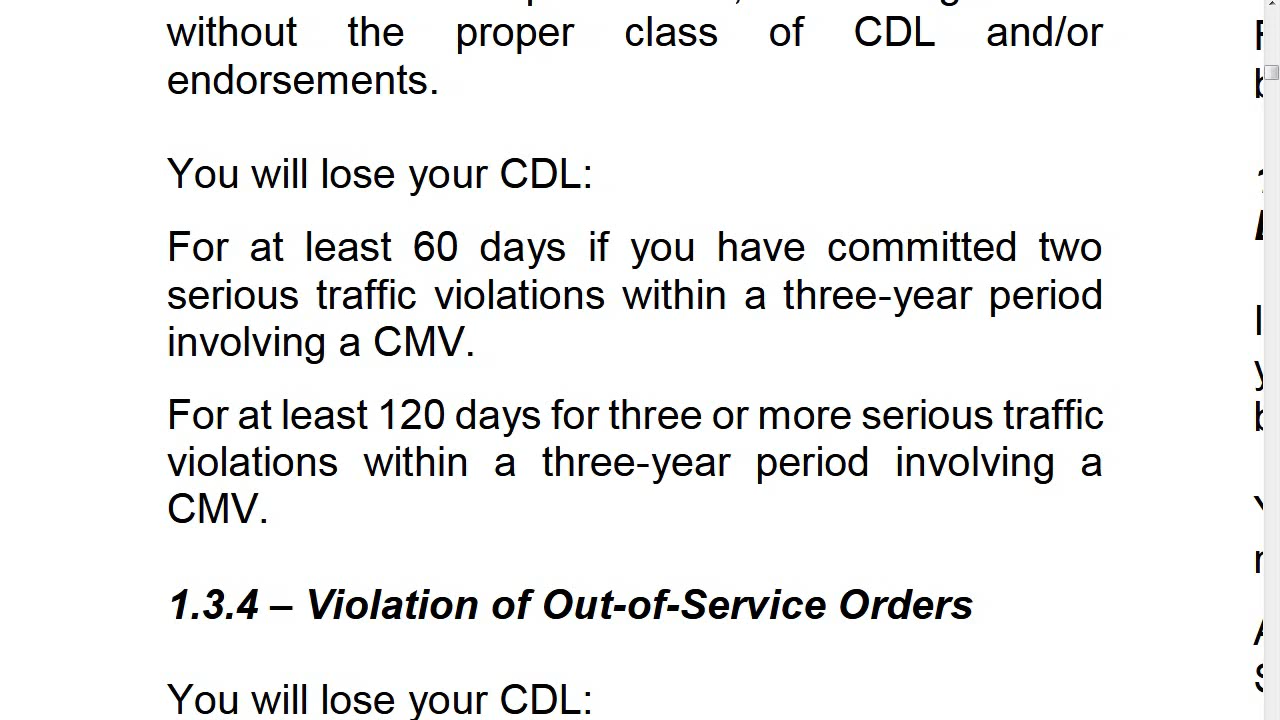 without the proper class of CDL and/or
endorsements.
You will lose your CDL:
For at least 60 days if you have committed two
serious traffic violations within a three-year period
involving a CMV.
For at least 120 days for three or more serious traffic
violations within a three-year period involving a
CMV.
1.3.4 – Violation of Out-of-Service Orders
You will lose your CDL: